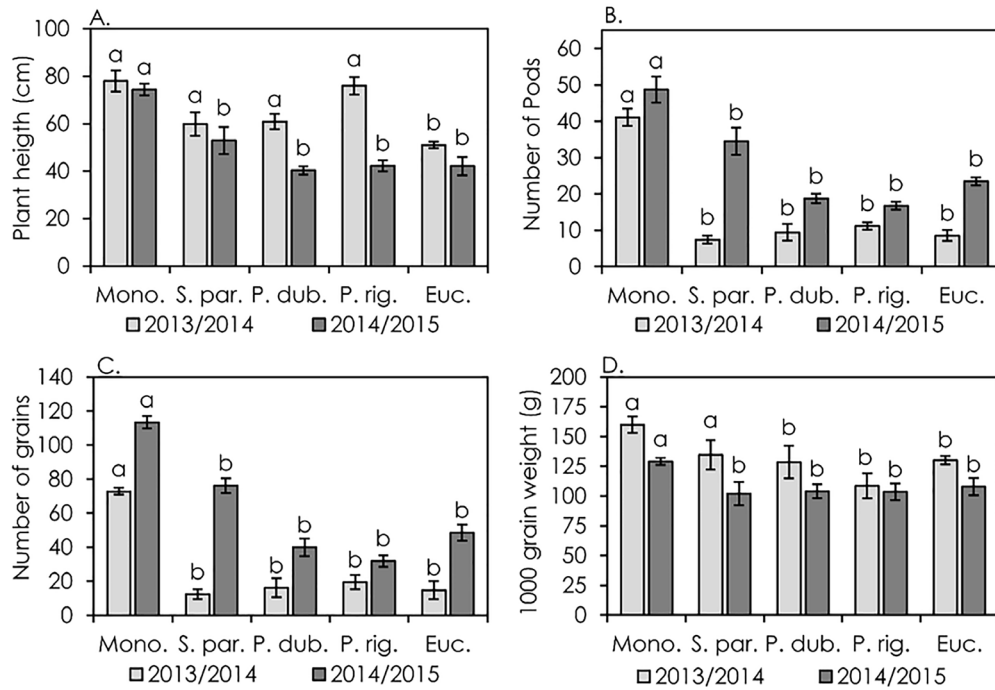 A.
Plant heigth (cm)
100
80
60
40
20
0
a a a b a b a b b b
Mono. S. par. P. dub. P. rig. Euc.
2013/2014 2014/2015
B.
Number of Pods
60
50
40
30
20
10
0
a a b b b b b b b b
Mono. S. par. P. dub. P. rig. Euc.
2013/2014 2014/2015
C.
Number of grains
140
120
100
80
60
40
20
0
a a b b b b b b b b
Mono. S. par. P. dub. P. rig. Euc.
2013/2014 2014/2015
D.
1000 grain weight (g)
200
175
150
125
100
75
50
25
0
a a a b b b b b b b
Mono. S. par. P. dub. P. rig. Euc.
2013/2014 2014/2015